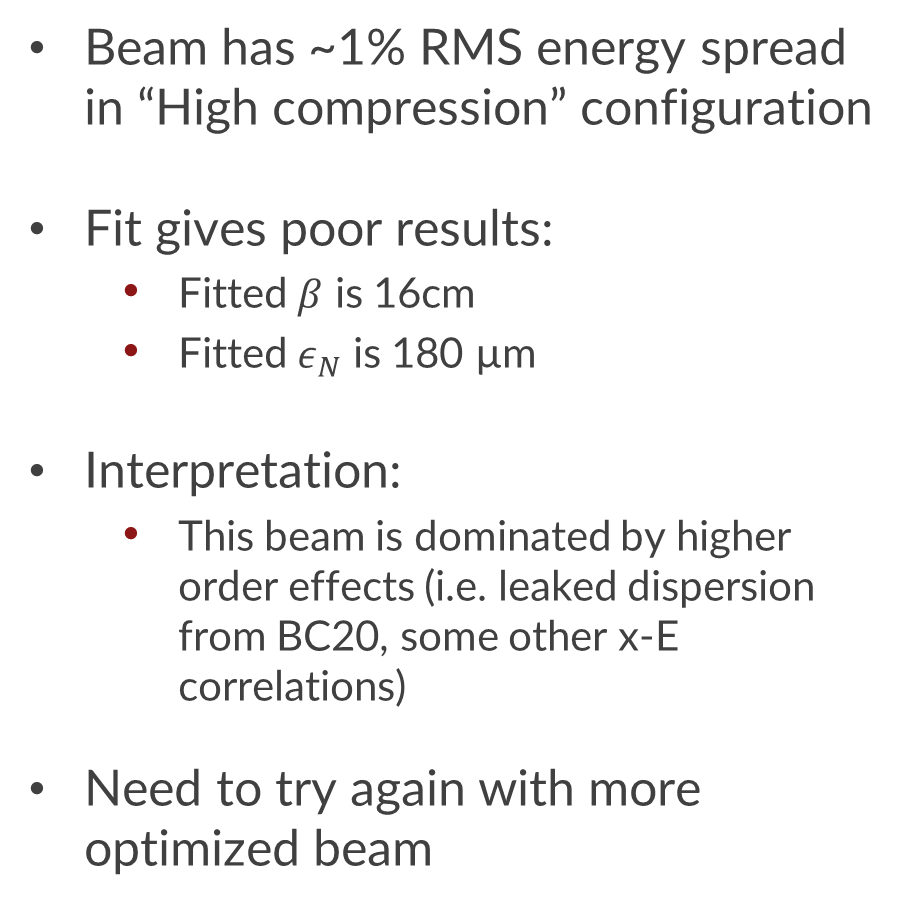 • Beam has ~1% RMS energy spread
in “High compression” configuration
• Fit gives poor results:
• Fitted β is 16cm
• Fitted ϵ_N is 180 μm
• Interpretation:
• This beam is dominated by higher
order effects (i.e. leaked dispersion
from BC20, some other x-E
correlations)
• Need to try again with more
optimized beam